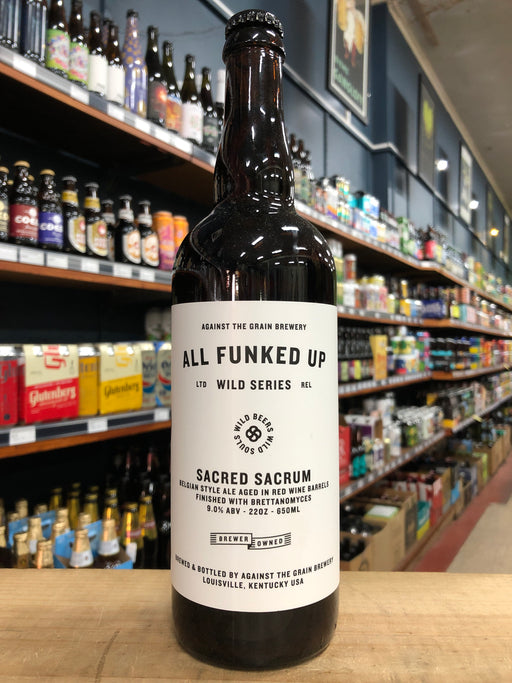 AGAINST THE GRAIN BREWERY
ALL FUNKED UP
LTD WILD SERIES REL
WILD BEERS WILD SOULS
SACRED SACRUM
BELGIAN STYLE ALE AGED IN RED WINE BARRELS
FINISHED WITH BRETTANOMYCES
9.0% ABV - 22OZ - 650ML
BREWER OWNED
BREWED & BOTTLED BY AGAINST THE GRAIN BREWERY
LOUISVILLE, KENTUCKY USA
Glutenberg
Glutenberg